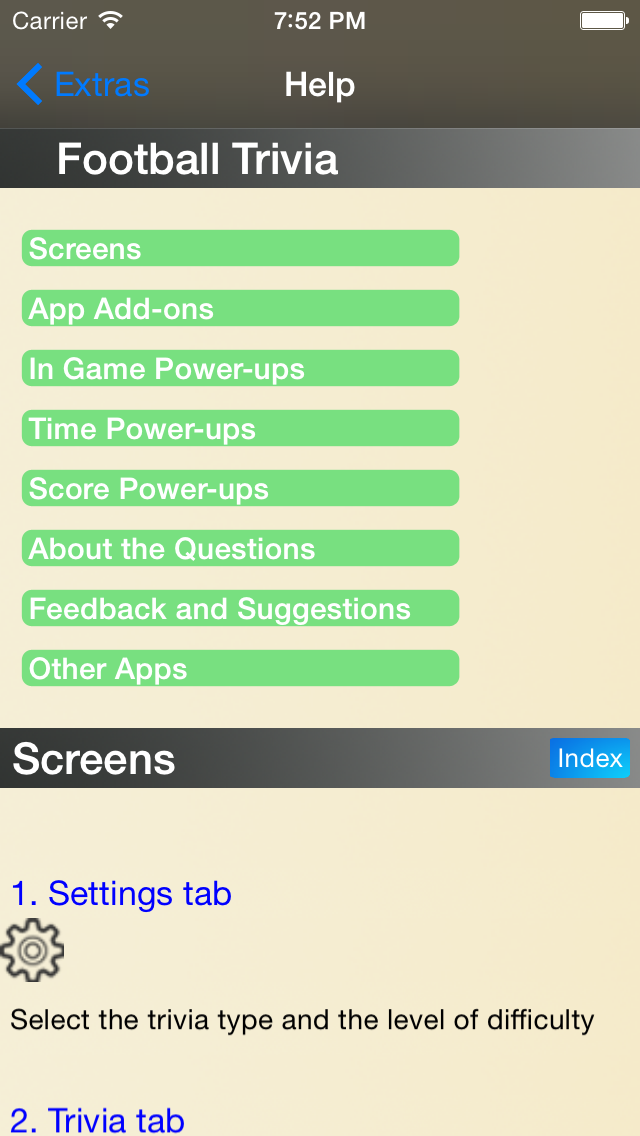 Carrier 7:52 PM
Extras Help
Football Trivia
Screens
App Add-ons
In Game Power-ups
Time Power-ups
Score Power-ups
About the Questions
Feedback and Suggestions
Other Apps
Screens Index
1. Settings tab
Select the trivia type and the level of difficulty
2. Trivia tab